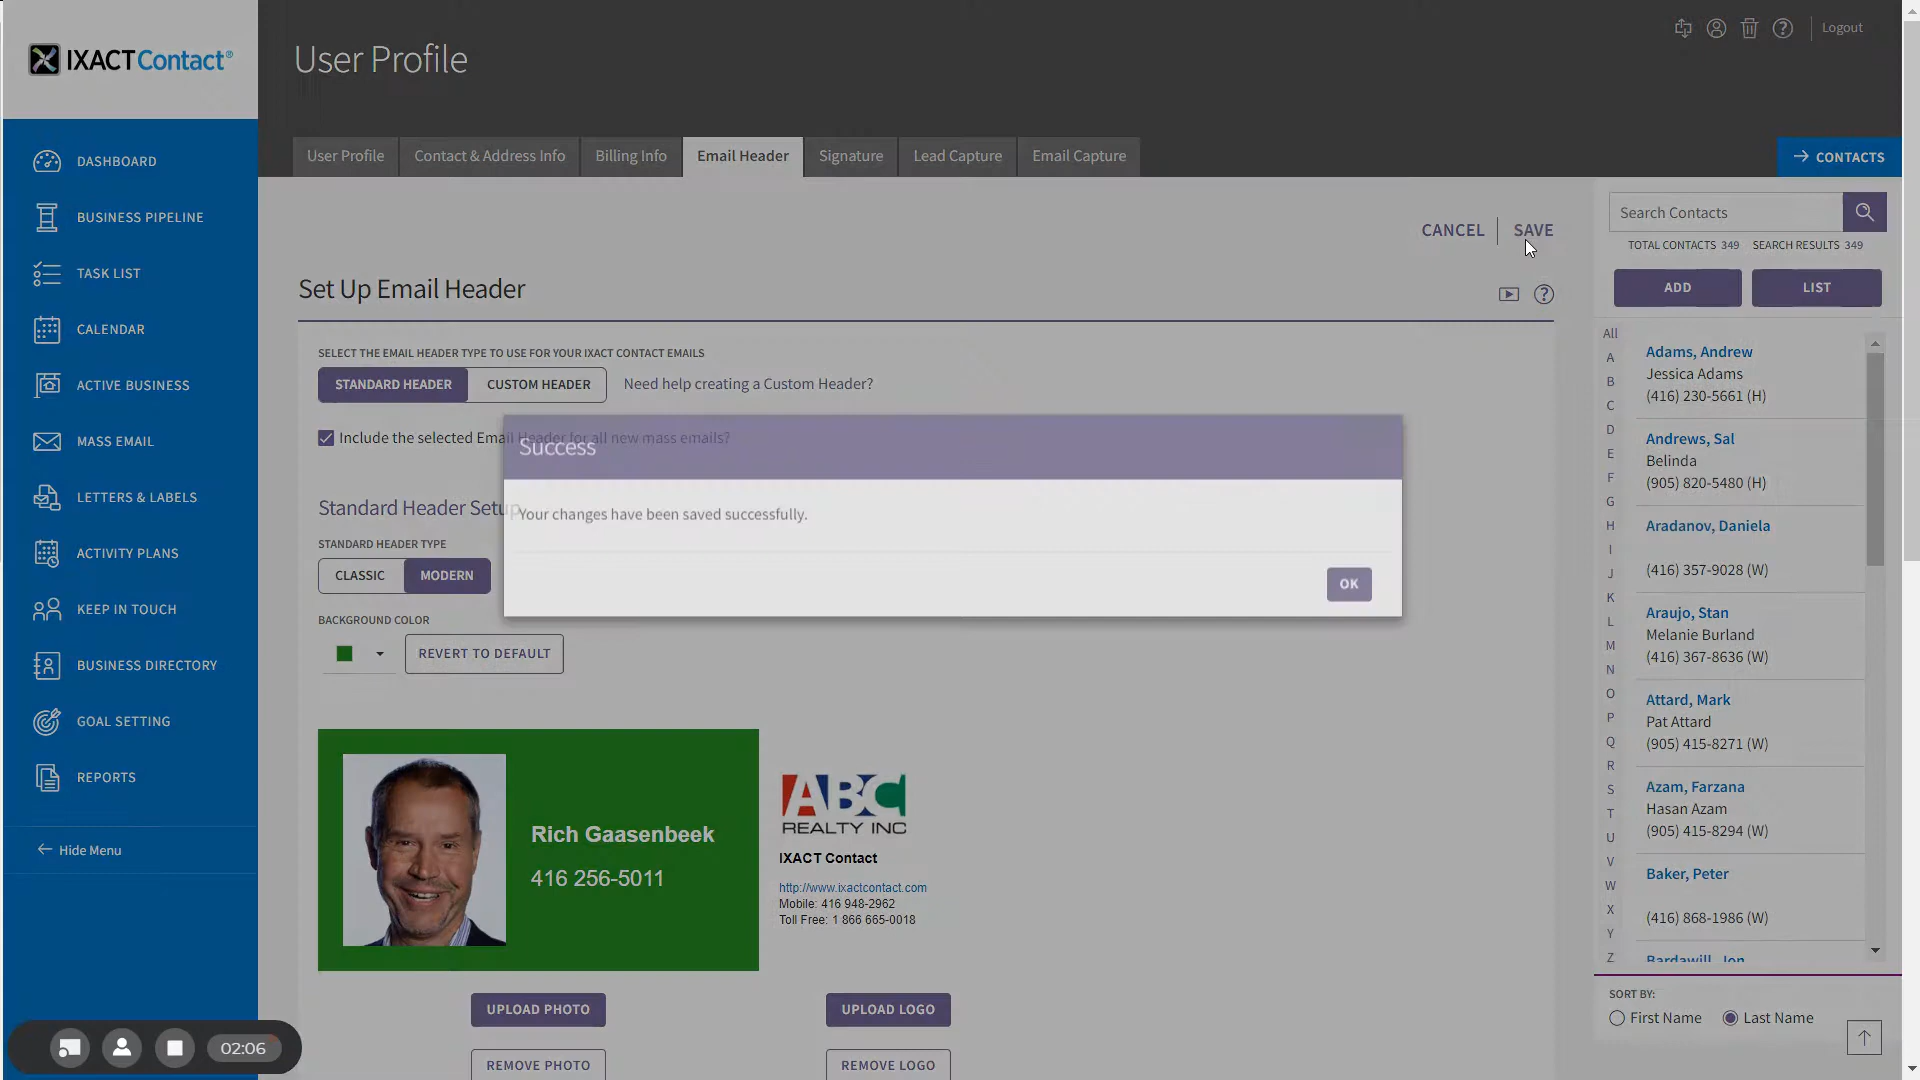 IXACTContact®
User Profile
Logout
User Profile
Contact & Address Info
Billing Info
Email Header
Signature
Lead Capture
Email Capture
CONTACTS
DASHBOARD
BUSINESS PIPELINE
TASK LIST
CALENDAR
ACTIVE BUSINESS
MASS EMAIL
LETTERS & LABELS
ACTIVITY PLANS
KEEP IN TOUCH
BUSINESS DIRECTORY
GOAL SETTING
REPORTS
Hide Menu
02:06
CANCEL
SAVE
Set Up Email Header
SELECT THE EMAIL HEADER TYPE TO USE FOR YOUR IXACT CONTACT EMAILS
STANDARD HEADER
CUSTOM HEADER
Need help creating a Custom Header?
Include the selected Email Header for all new mass emails?
Success
Your changes have been saved successfully.
OK
Standard Header Setup
STANDARD HEADER TYPE
CLASSIC
MODERN
BACKGROUND COLOR
REVERT TO DEFAULT
Rich Gaasenbeek
416 256-5011
ABC
REALTY INC
IXACT Contact
http://www.ixactcontact.com
Mobile: 416 948-2962
Toll Free: 1 866 665-0018
UPLOAD PHOTO
UPLOAD LOGO
REMOVE PHOTO
REMOVE LOGO
Search Contacts
TOTAL CONTACTS 349
SEARCH RESULTS 349
ADD
LIST
All
A
B
C
D
E
F
G
H
I
J
K
L
M
N
O
P
Q
R
S
T
U
V
W
X
Y
Z
Adams, Andrew
Jessica Adams
(416) 230-5661 (H)
Andrews, Sal
Belinda
(905) 820-5480 (H)
Aradanov, Daniela
(416) 357-9028 (W)
Araujo, Stan
Melanie Burland
(416) 367-8636 (W)
Attard, Mark
Pat Attard
(905) 415-8271 (W)
Azam, Farzana
Hasan Azam
(905) 415-8294 (W)
Baker, Peter
(416) 868-1986 (W)
Bardawill, Jon
SORT BY:
First Name
Last Name